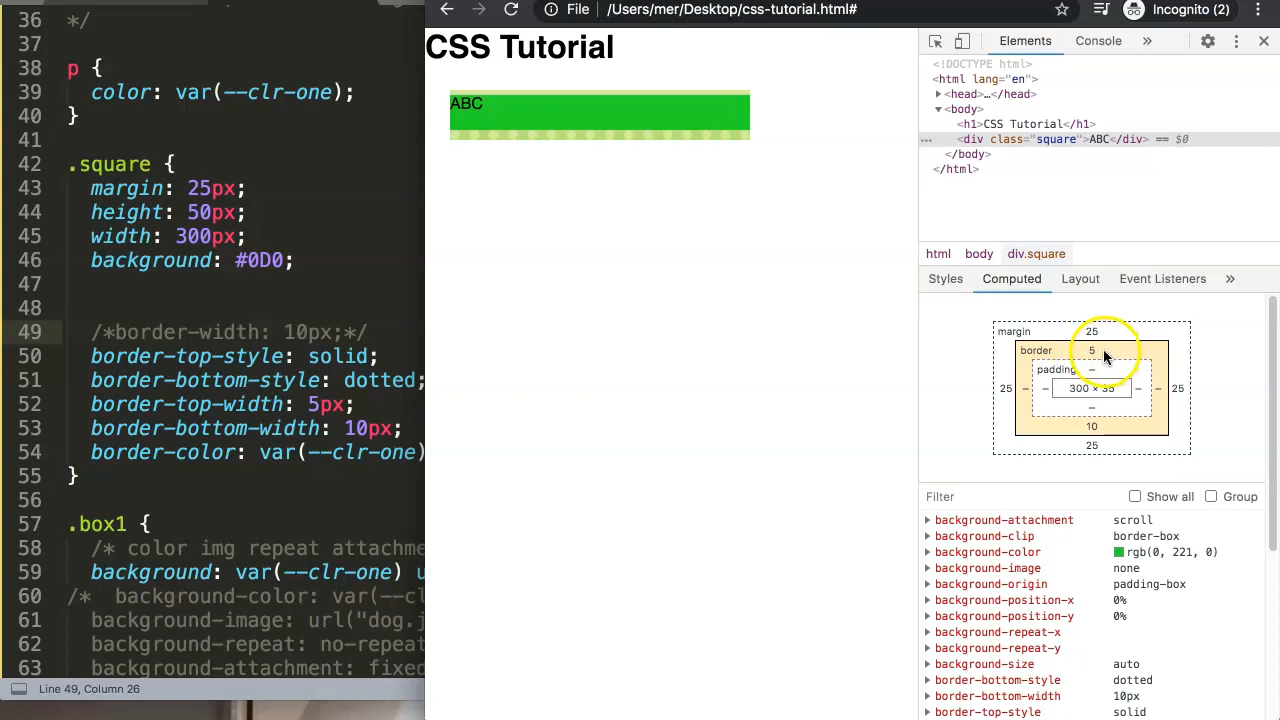 36 */
37
38 p {
39 color: var(--clr-one);
40 }
41
42 .square {
43 margin: 25px;
44 height: 50px;
45 width: 300px;
46 background: #0D0;
47
48
49 /*border-width: 10px;*/
50 border-top-style: solid;
51 border-bottom-style: dotted;
52 border-top-width: 5px;
53 border-bottom-width: 10px;
54 border-color: var(--clr-one)
55 }
56
57 .box1 {
58 /* color img repeat attachme
59 background: var(--clr-one) u
60 /* background-color: var(--cl
61 background-image: url("dog.j
62 background-repeat: no-repeat
63 background-attachment: fixed
Line 49, Column 26
File /Users/mer/Desktop/css-tutorial.html# Incognito (2)
CSS Tutorial
ABC
Elements Console »
<!DOCTYPE html>
<html lang="en">
<head>…</head>
<body>
<h1>CSS Tutorial</h1>
… <div class="square">ABC</div> == $0
</body>
</html>
html body div.square
Styles Computed Layout Event Listeners »
margin 25
border 5
padding –
25 – – 300 × 35 – – 25
–
10
25
Filter Show all Group
background-attachment scroll
background-clip border-box
background-color rgb(0, 221, 0)
background-image none
background-origin padding-box
background-position-x 0%
background-position-y 0%
background-repeat-x
background-repeat-y
background-size auto
border-bottom-style dotted
border-bottom-width 10px
border-top-style solid